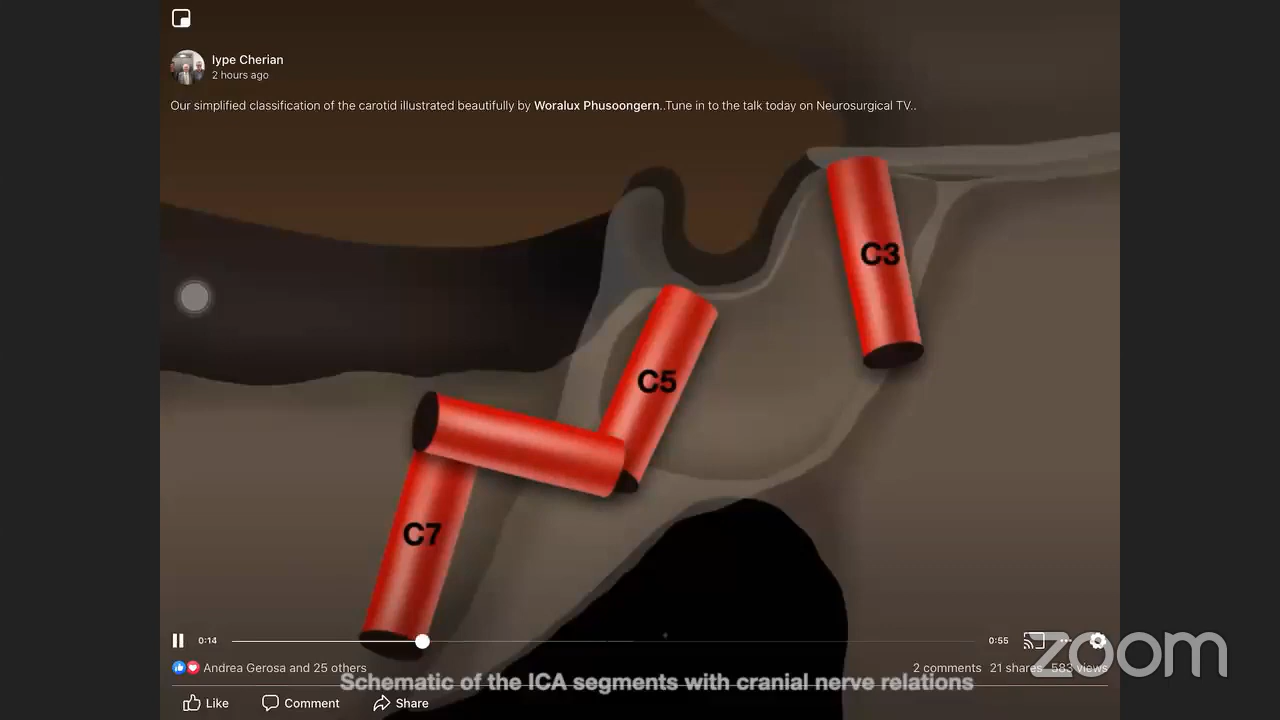 Iype Cherian
2 hours ago
Our simplified classification of the carotid illustrated beautifully by Woralux Phusoongern..Tune in to the talk today on Neurosurgical TV..
C3
C5
C7
0:14
0:55
Andrea Gerosa and 25 others
2 comments 21 shares 583 views
zoom
Schematic of the ICA segments with cranial nerve relations
Like Comment Share